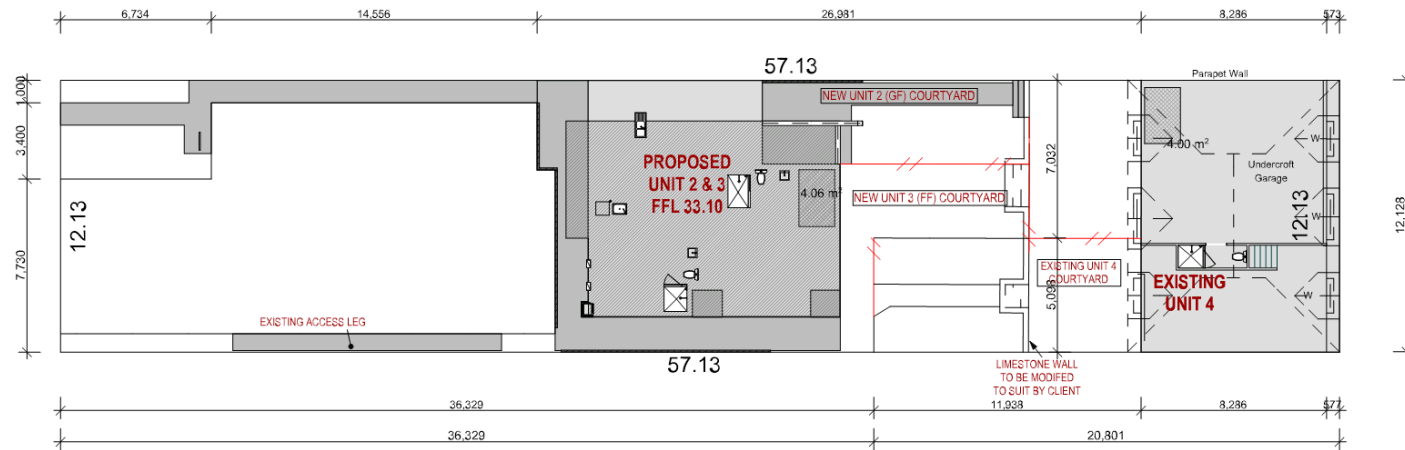 6,734
14,556
26,981
8,286
573
57.13
Parapet Wall
1,000
NEW UNIT 2 (GF) COURTYARD
3,400
4.00 m²
W
PROPOSED
UNIT 2 & 3
FFL 33.10
7,032
Undercroft
Garage
4.06 m²
NEW UNIT 3 (FF) COURTYARD
12.13
12.13
12,128
W
7,730
5,096
EXISTING UNIT 4
COURTYARD
EXISTING
UNIT 4
W
EXISTING ACCESS LEG
57.13
LIMESTONE WALL
TO BE MODIFED
TO SUIT BY CLIENT
36,329
11,938
8,286
577
36,329
20,801